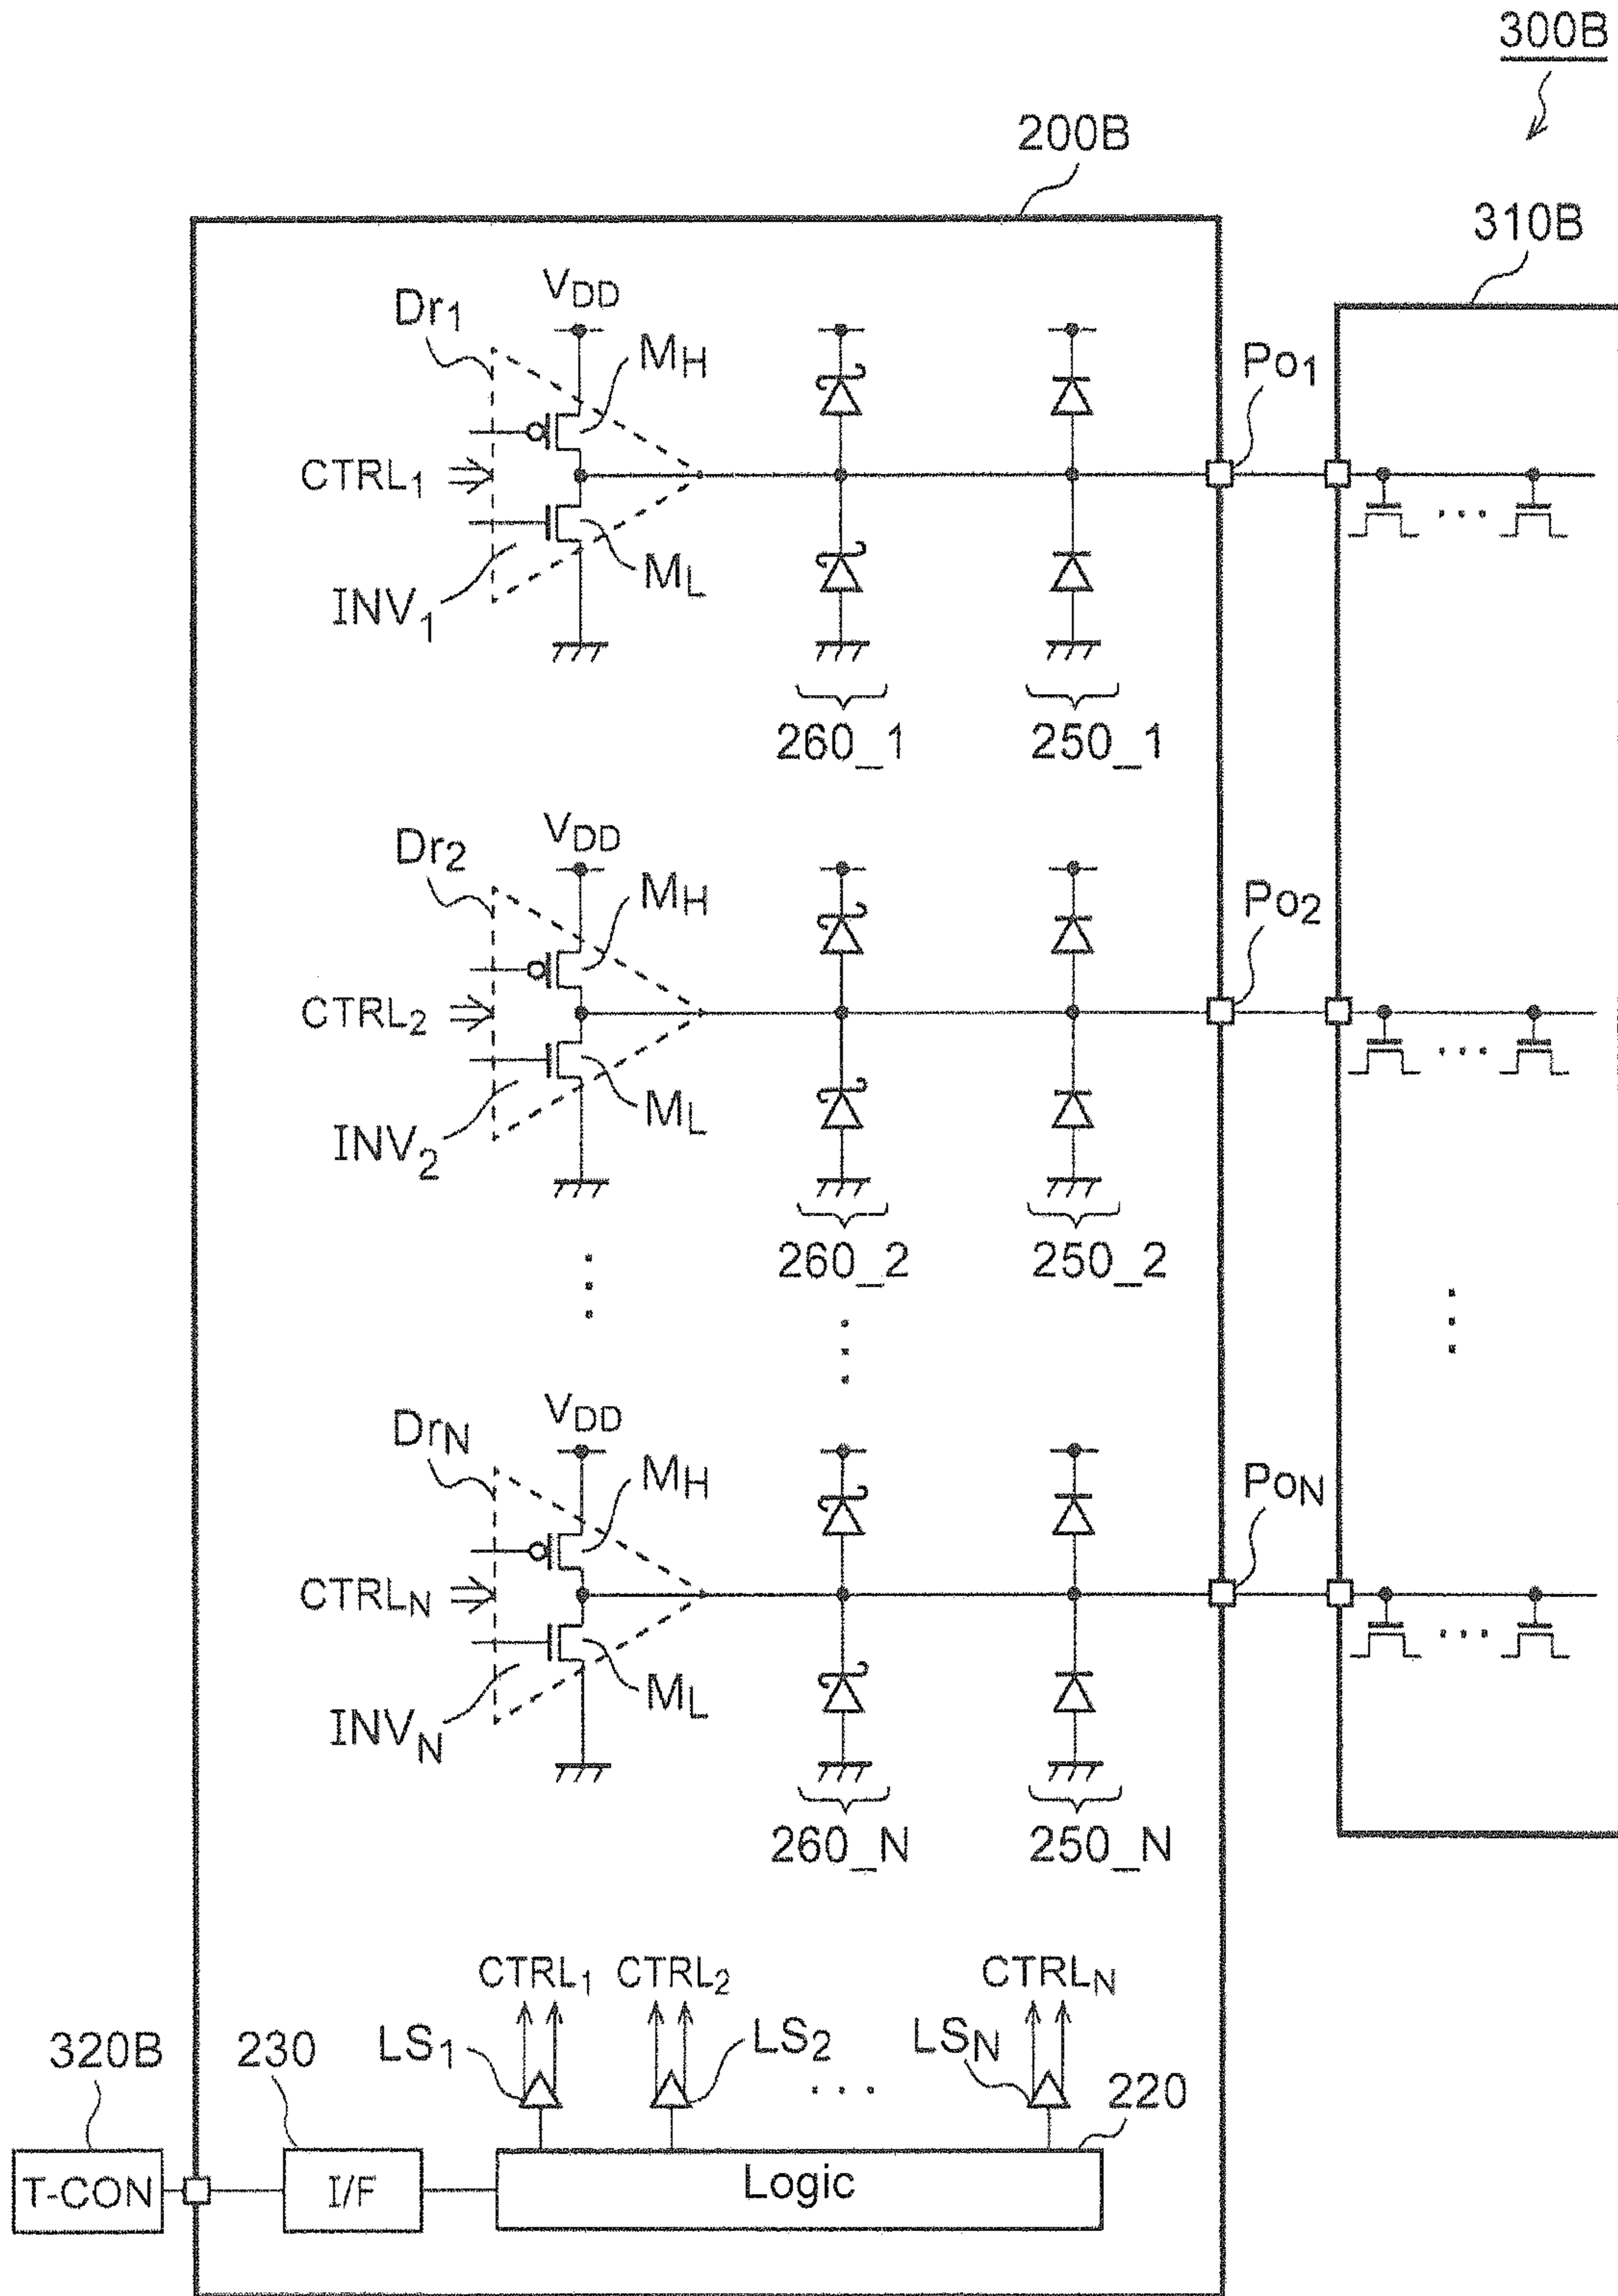 300B
200B
310B
Dr1
VDD
MH
Po1
CTRL1
INV1
ML
260_1
250_1
Dr2
VDD
MH
Po2
CTRL2
INV2
ML
260_2
250_2
DrN
VDD
MH
PoN
CTRLN
INVN
ML
260_N
250_N
CTRL1
CTRL2
CTRLN
320B
230
LS1
LS2
LSN
220
T-CON
I/F
Logic